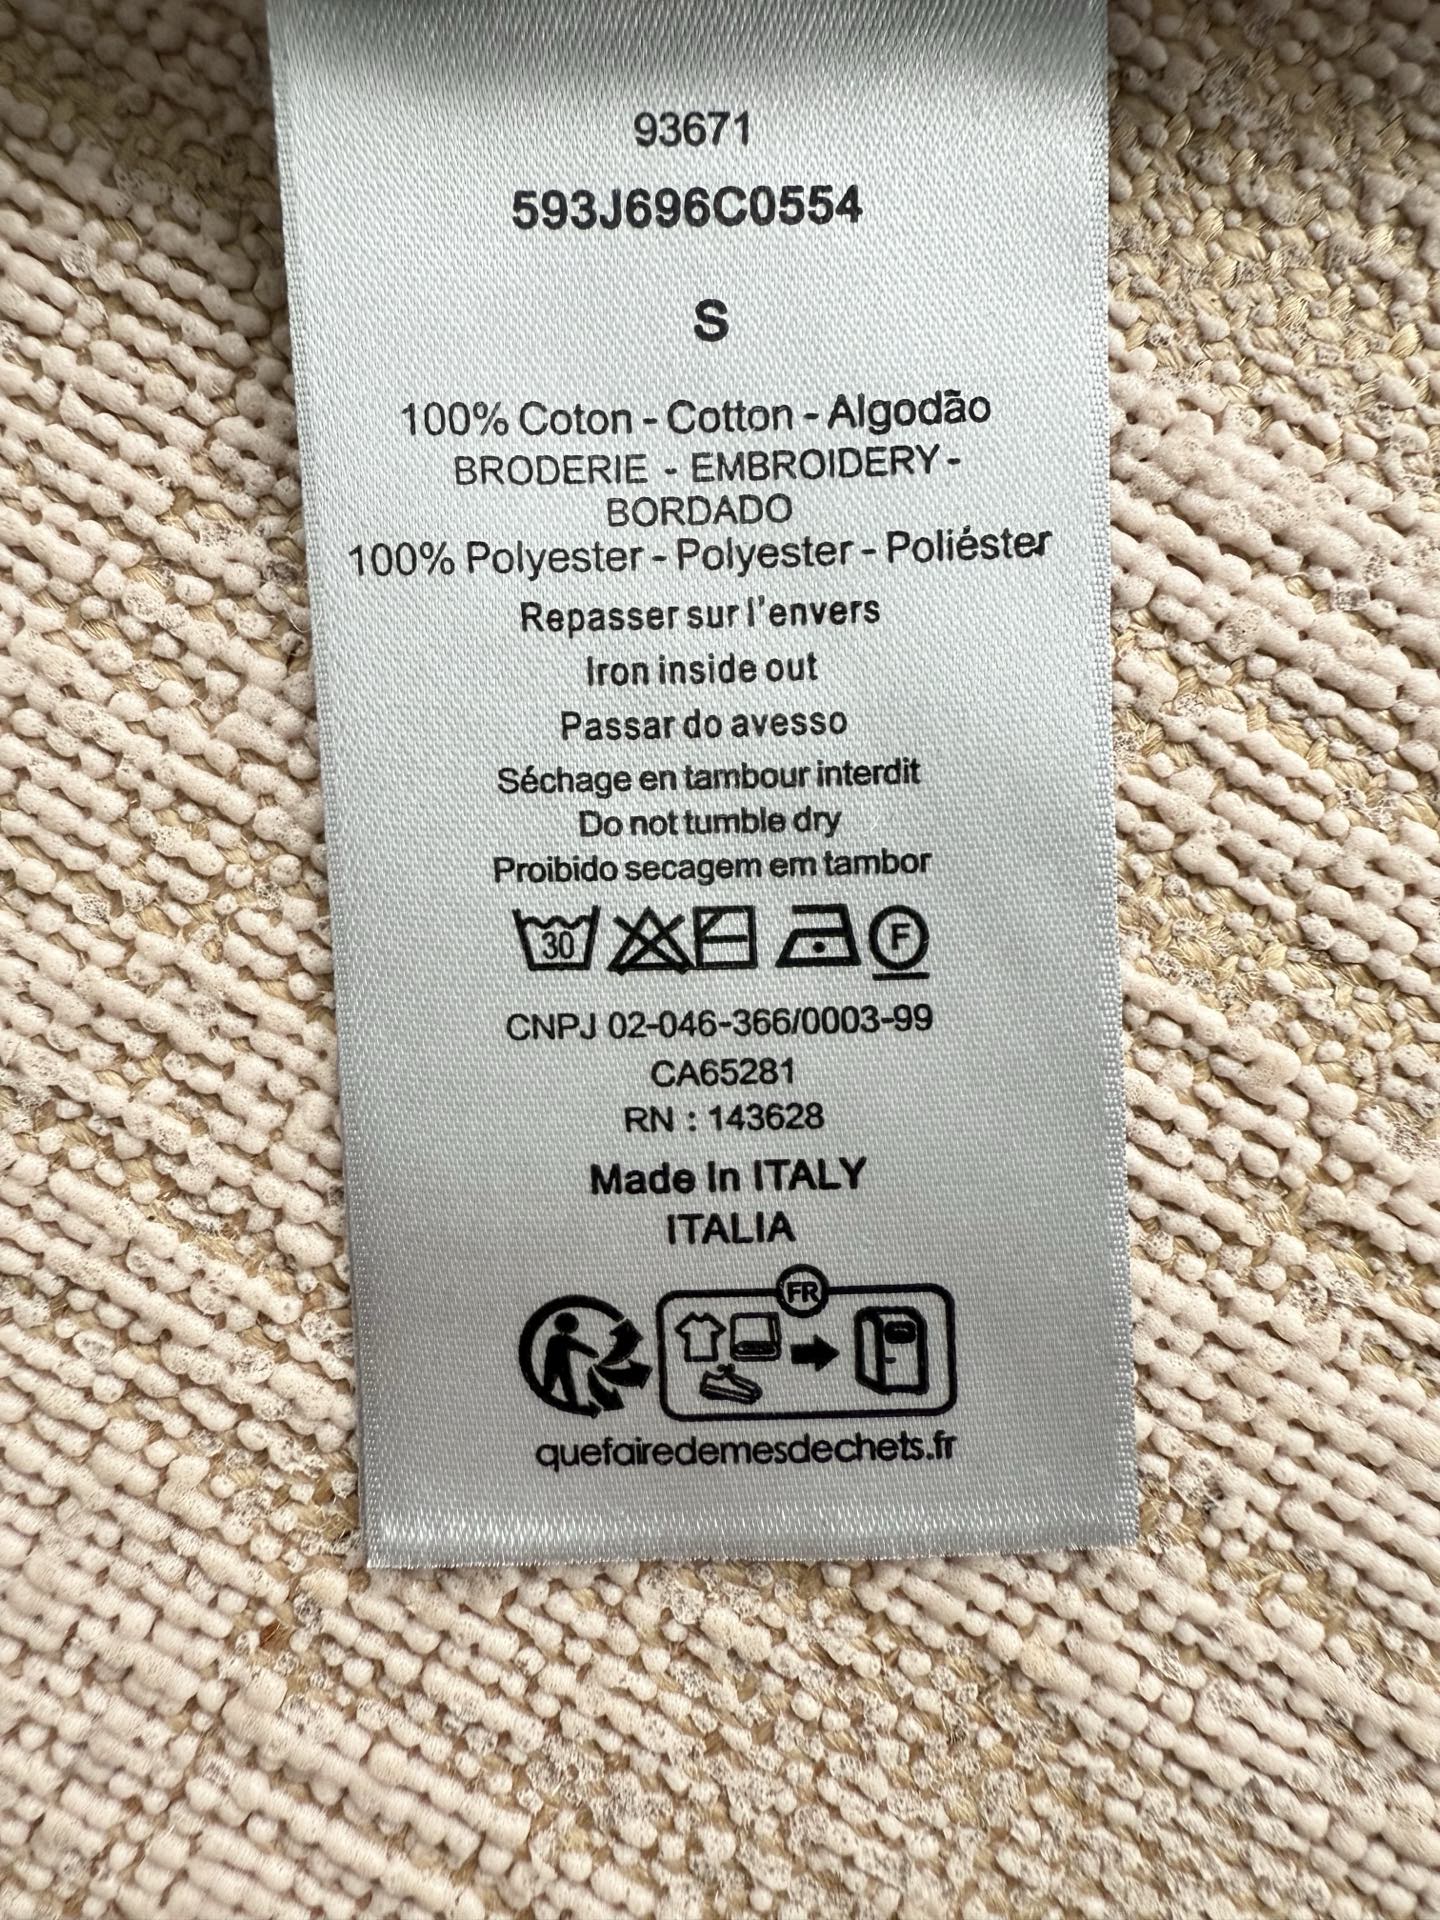 93671
593J696C0554
S
100% Coton - Cotton - Algodão
BRODERIE - EMBROIDERY -
BORDADO
100% Polyester - Polyester - Poliéster
Repasser sur l'envers
Iron inside out
Passar do avesso
Séchage en tambour interdit
Do not tumble dry
Proibido secagem em tambor
30 F
CNPJ 02-046-366/0003-99
CA65281
RN : 143628
Made In ITALY
ITALIA
FR
quefairedemesdechets.fr